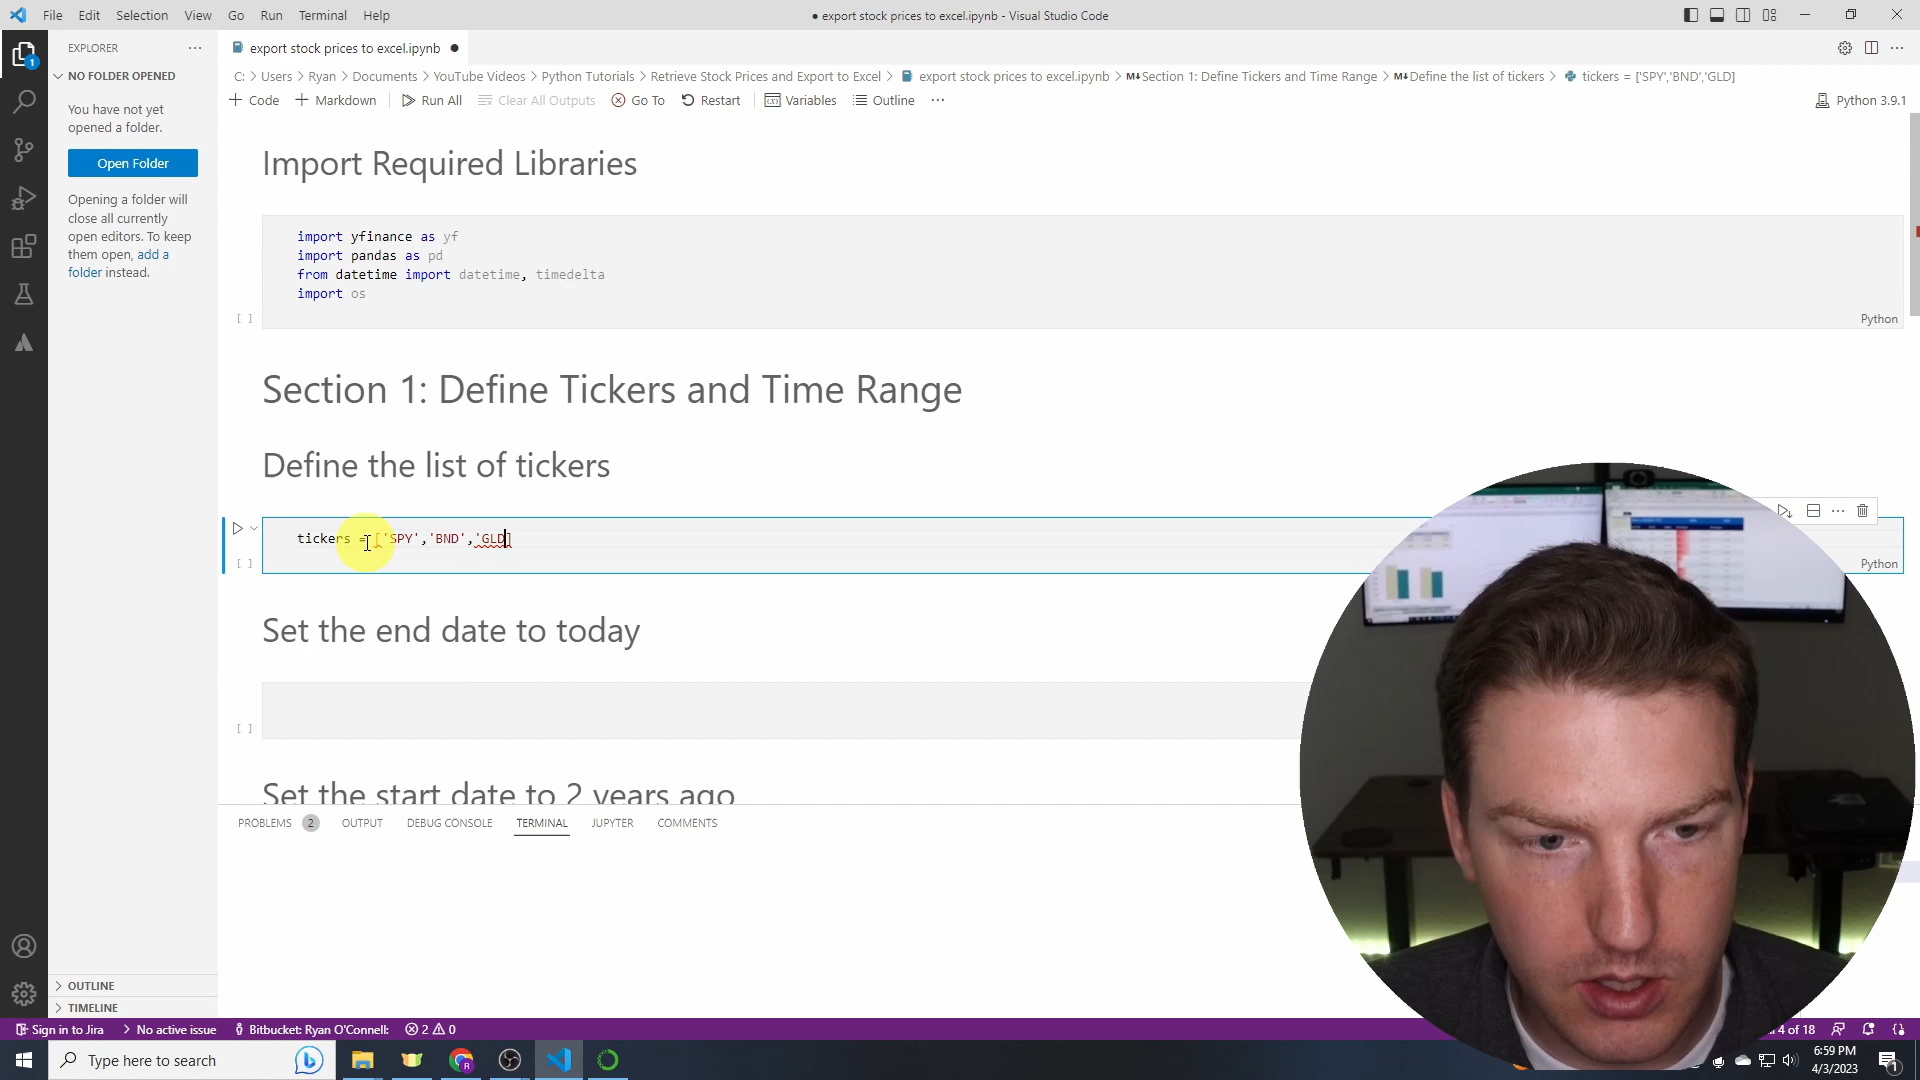 File Edit Selection View Go Run Terminal Help
● export stock prices to excel.ipynb - Visual Studio Code
EXPLORER
export stock prices to excel.ipynb ●
NO FOLDER OPENED
C: > Users > Ryan > Documents > YouTube Videos > Python Tutorials > Retrieve Stock Prices and Export to Excel > export stock prices to excel.ipynb > M↓Section 1: Define Tickers and Time Range > M↓Define the list of tickers > tickers = ['SPY','BND','GLD']
+ Code + Markdown Run All Clear All Outputs Go To Restart Variables Outline ...
Python 3.9.1
You have not yet
opened a folder.
Open Folder
Opening a folder will
close all currently
open editors. To keep
them open, add a
folder instead.
Import Required Libraries
import yfinance as yf
import pandas as pd
from datetime import datetime, timedelta
import os
[ ]
Python
Section 1: Define Tickers and Time Range
Define the list of tickers
tickers = ['SPY','BND','GLD]
[ ]
Python
Set the end date to today
[ ]
Set the start date to 2 years ago
PROBLEMS 2 OUTPUT DEBUG CONSOLE TERMINAL JUPYTER COMMENTS
OUTLINE
TIMELINE
Sign in to Jira No active issue Bitbucket: Ryan O'Connell: 2 0
4 of 18
Type here to search
6:59 PM
4/3/2023
1